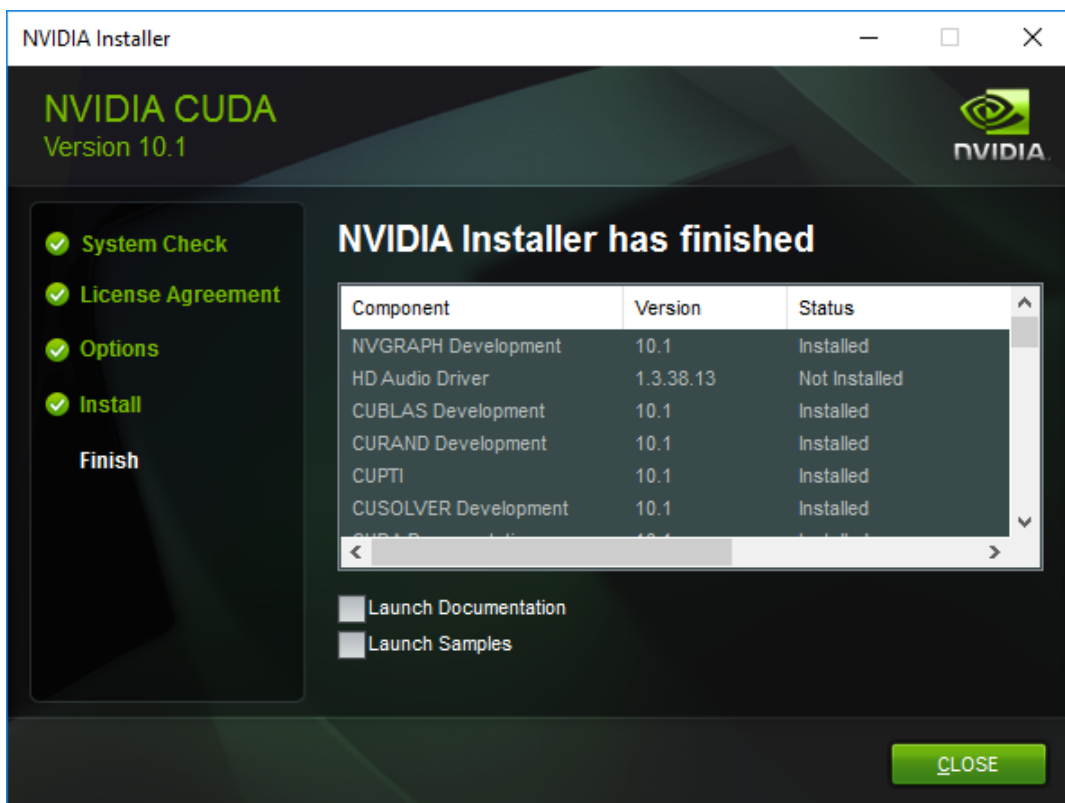 NVIDIA Installer
NVIDIA CUDA
Version 10.1
NVIDIA.
System Check
License Agreement
Options
Install
Finish
NVIDIA Installer has finished
Component Version Status
NVGRAPH Development 10.1 Installed
HD Audio Driver 1.3.38.13 Not Installed
CUBLAS Development 10.1 Installed
CURAND Development 10.1 Installed
CUPTI 10.1 Installed
CUSOLVER Development 10.1 Installed
Launch Documentation
Launch Samples
CLOSE